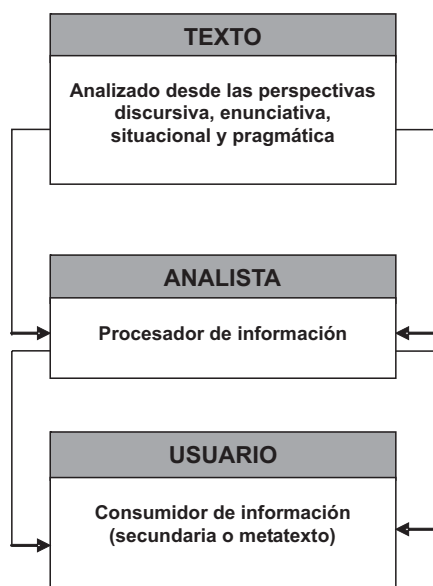 TEXTO
Analizado desde las perspectivas
discursiva, enunciativa,
situacional y pragmática
ANALISTA
Procesador de información
USUARIO
Consumidor de información
(secundaria o metatexto)